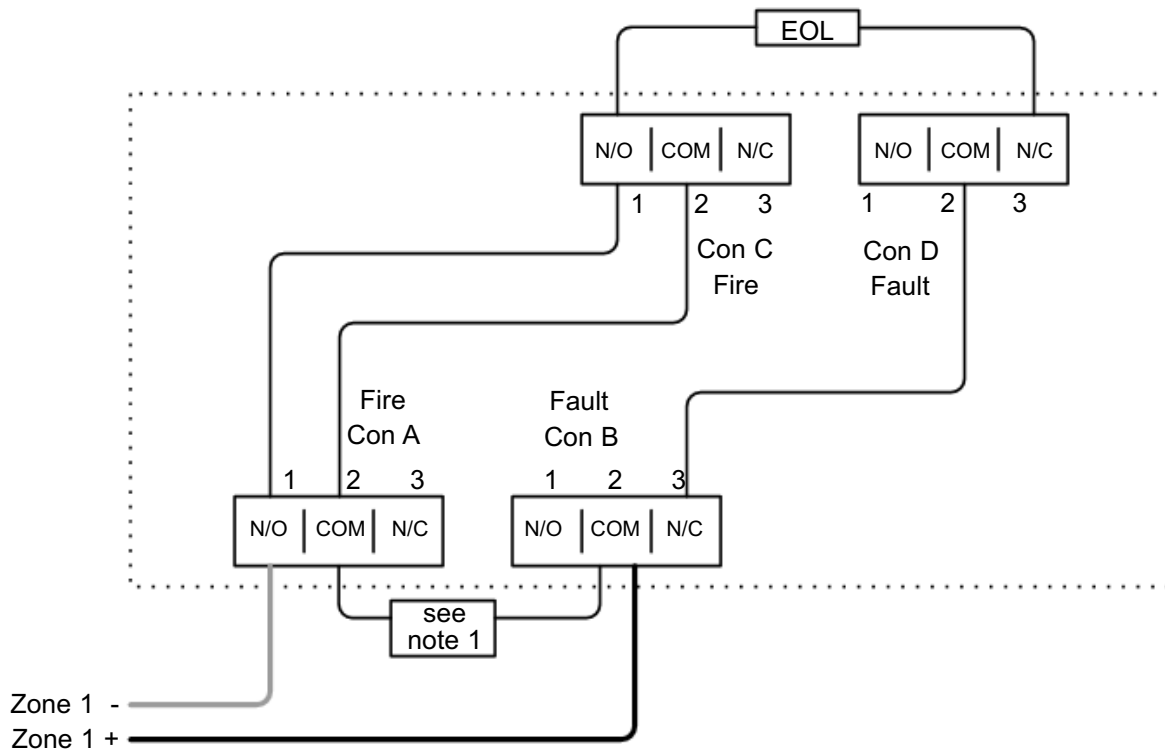 EOL
N/O COM N/C
N/O COM N/C
1 2 3
1 2 3
Con C
Fire
Con D
Fault
Fire
Con A
Fault
Con B
1 2 3
1 2 3
N/O COM N/C
N/O COM N/C
see
note 1
Zone 1 -
Zone 1 +